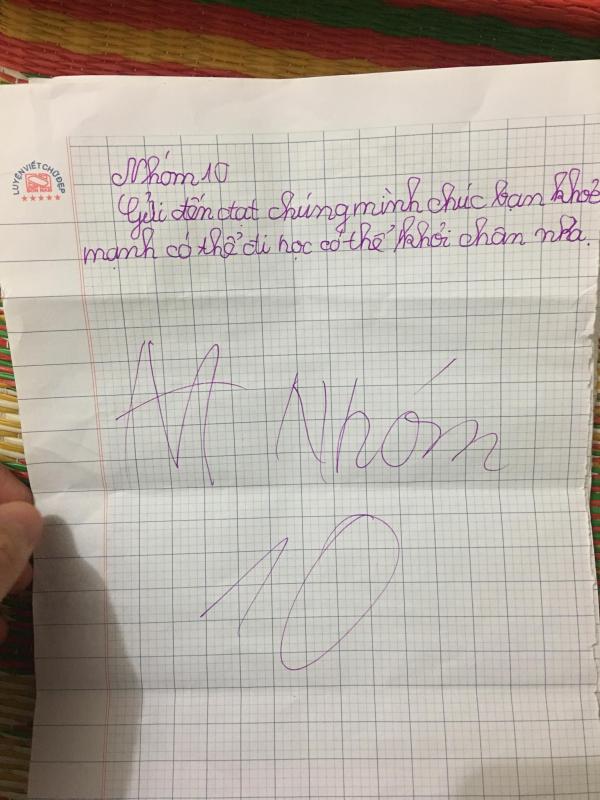 LUYỆN VIẾT CHỮ ĐẸP
Nhóm 10
Gửi đến đạt chúng mình chúc bạn khoẻ
mạnh có thể đi học có thể khỏi chân nữa.
Nhóm
10